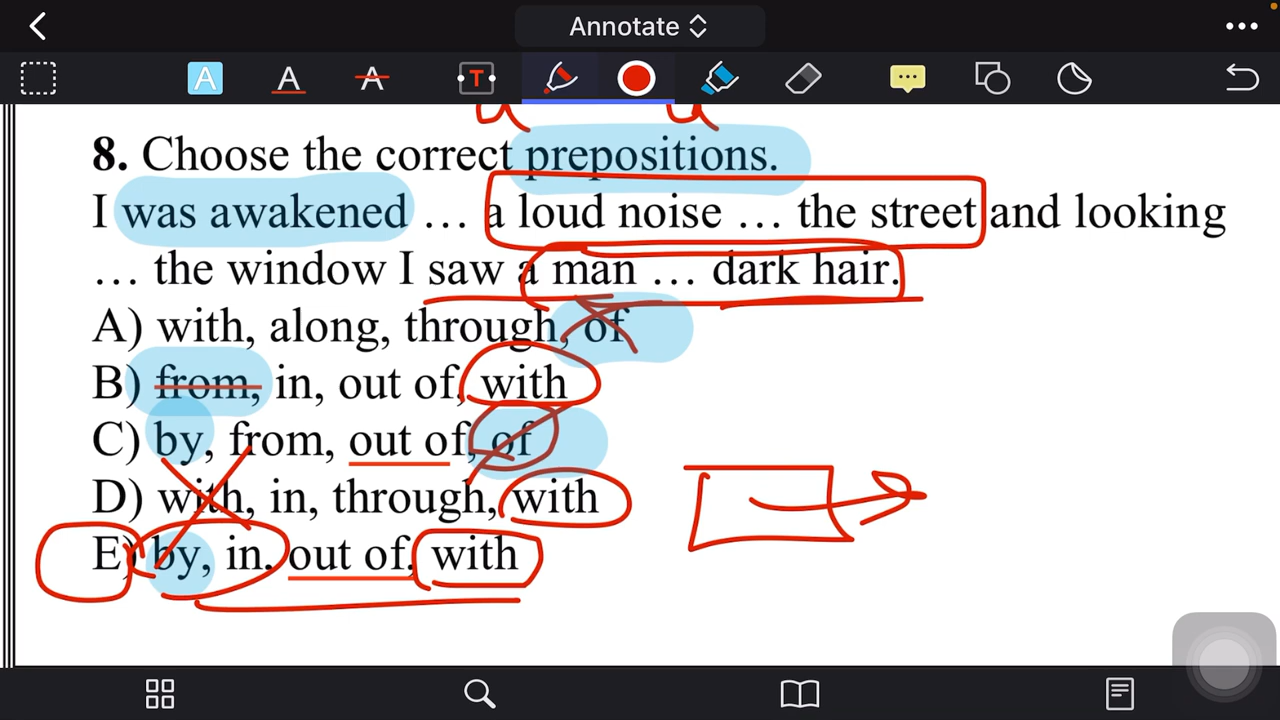 Annotate
A A A T
8. Choose the correct prepositions.
I was awakened … a loud noise … the street and looking
… the window I saw a man … dark hair.
A) with, along, through, of
B) from, in, out of, with
C) by, from, out of, of
D) with, in, through, with
E) by, in, out of, with